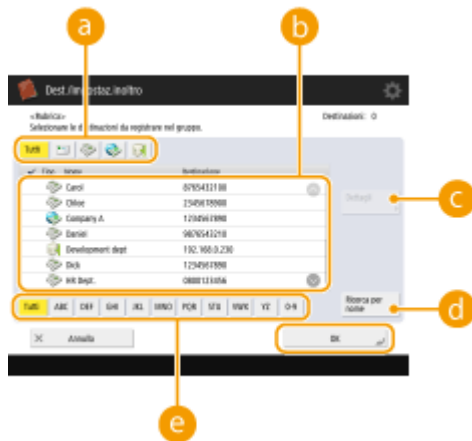 a
b
Dest./Impostaz.inoltro
<Rubrica>
Destinazioni: 0
Selezionare le destinazioni da registrare nel gruppo.
Tutti
Tipo Nome Destinazione
Carol 8765432100
Chloe 2345678900
Company A 1234567890
Daniel 9876543210
Development dept 192.168.0.230
Dick 1234567890
HR Dept. 0800123456
Dettagli
c
Tutti ABC DEF GHI JKL MNO PQR STU VWX YZ 0-9
Ricerca per
nome
d
Annulla
OK
e